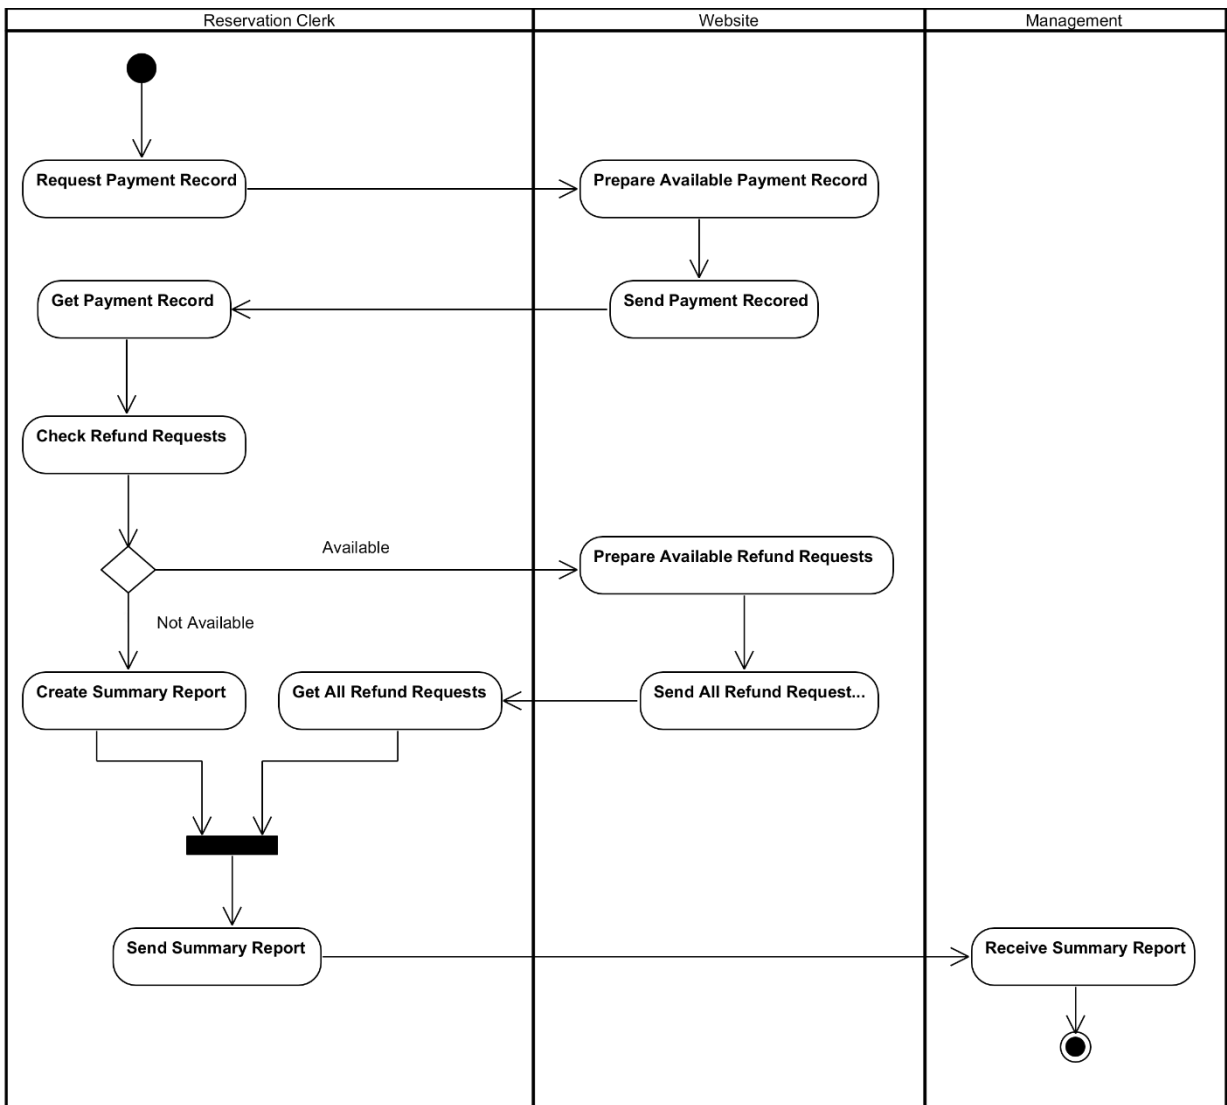 Reservation Clerk
Website
Management
Request Payment Record
Prepare Available Payment Record
Get Payment Record
Send Payment Recored
Check Refund Requests
Available
Prepare Available Refund Requests
Not Available
Create Summary Report
Get All Refund Requests
Send All Refund Request...
Send Summary Report
Receive Summary Report